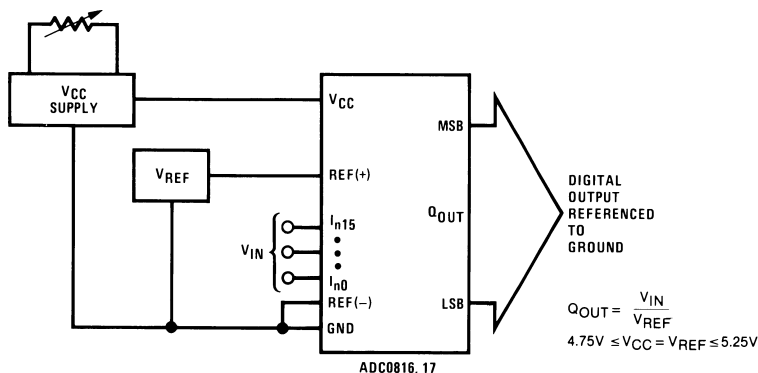 VCC
SUPPLY
VREF
VCC
REF(+)
VIN
In15
In0
REF(−)
GND
MSB
QOUT
LSB
DIGITAL
OUTPUT
REFERENCED
TO
GROUND
QOUT = VIN / VREF
4.75V ≤ VCC = VREF ≤ 5.25V
ADC0816, 17